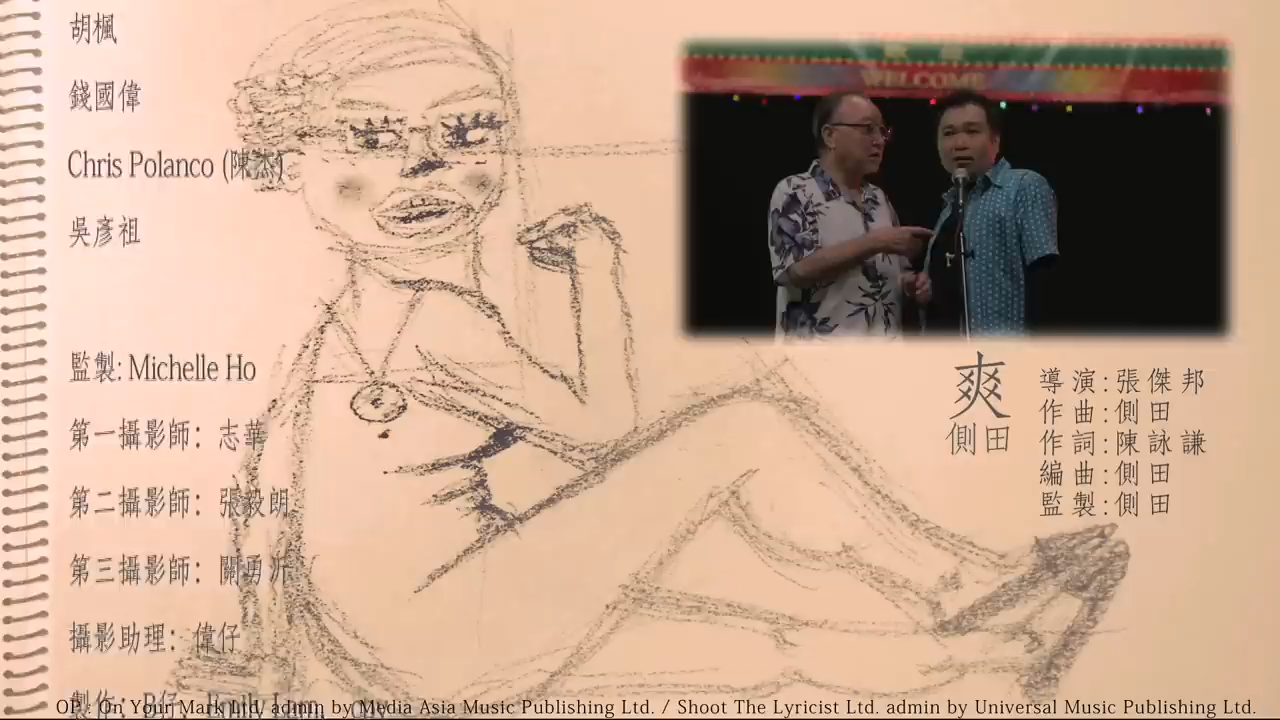 胡楓
錢國偉
Chris Polanco (陳杰)
吳彥祖
WELCOME
監製: Michelle Ho
第一攝影師: 志華
第二攝影師: 張毅朗
第三攝影師: 關勇沂
攝影助理: 偉仔
製作: B仔,
爽
側田
導演:張傑邦
作曲:側田
作詞:陳詠謙
編曲:側田
監製:側田
OP : On Your Mark Ltd. admin by Media Asia Music Publishing Ltd. / Shoot The Lyricist Ltd. admin by Universal Music Publishing Ltd.